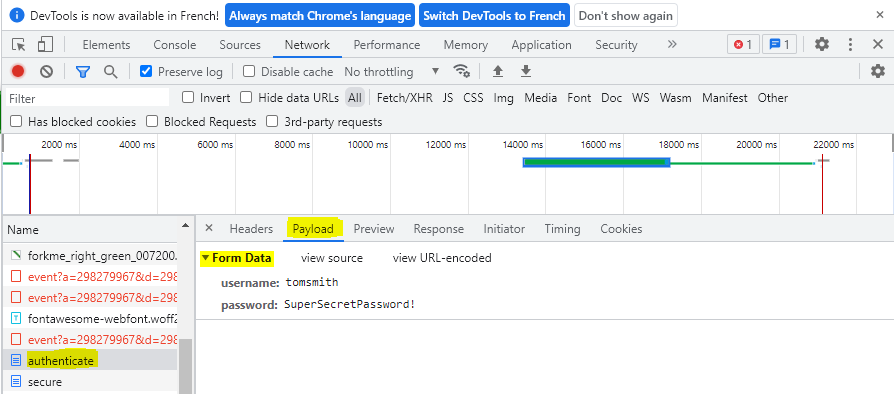 DevTools is now available in French! Always match Chrome's language Switch DevTools to French Don't show again
Elements Console Sources Network Performance Memory Application Security » 1 1
Preserve log Disable cache No throttling
Filter Invert Hide data URLs All Fetch/XHR JS CSS Img Media Font Doc WS Wasm Manifest Other
Has blocked cookies Blocked Requests 3rd-party requests
2000 ms 4000 ms 6000 ms 8000 ms 10000 ms 12000 ms 14000 ms 16000 ms 18000 ms 20000 ms 22000 ms
Name Headers Payload Preview Response Initiator Timing Cookies
forkme_right_green_007200.
event?a=298279967&d=298
event?a=298279967&d=298
fontawesome-webfont.woff2
event?a=298279967&d=298
authenticate
secure
Form Data view source view URL-encoded
username: tomsmith
password: SuperSecretPassword!